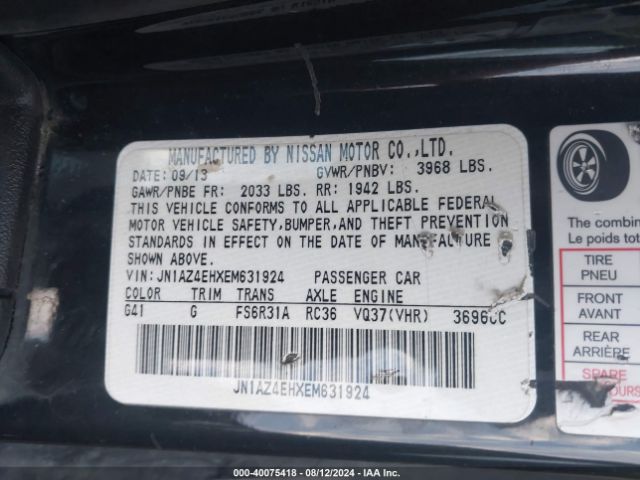 MANUFACTURED BY NISSAN MOTOR CO.,LTD.
DATE: 09/13 GVWR/PNBV: 3968 LBS.
GAWR/PNBE FR: 2033 LBS. RR: 1942 LBS.
THIS VEHICLE CONFORMS TO ALL APPLICABLE FEDERAL
MOTOR VEHICLE SAFETY,BUMPER,AND THEFT PREVENTION
STANDARDS IN EFFECT ON THE DATE OF MANUFACTURE
SHOWN ABOVE.
VIN:JN1AZ4EHXEM631924 PASSENGER CAR
COLOR TRIM TRANS AXLE ENGINE
G41 G FS6R31A RC36 VQ37(VHR) 3696CC
JN1AZ4EHXEM631924
The combin
Le poids tot
TIRE
PNEU
FRONT
AVANT
REAR
ARRIÈRE
SPARE
000-40075418 - 08/12/2024 - IAA Inc.